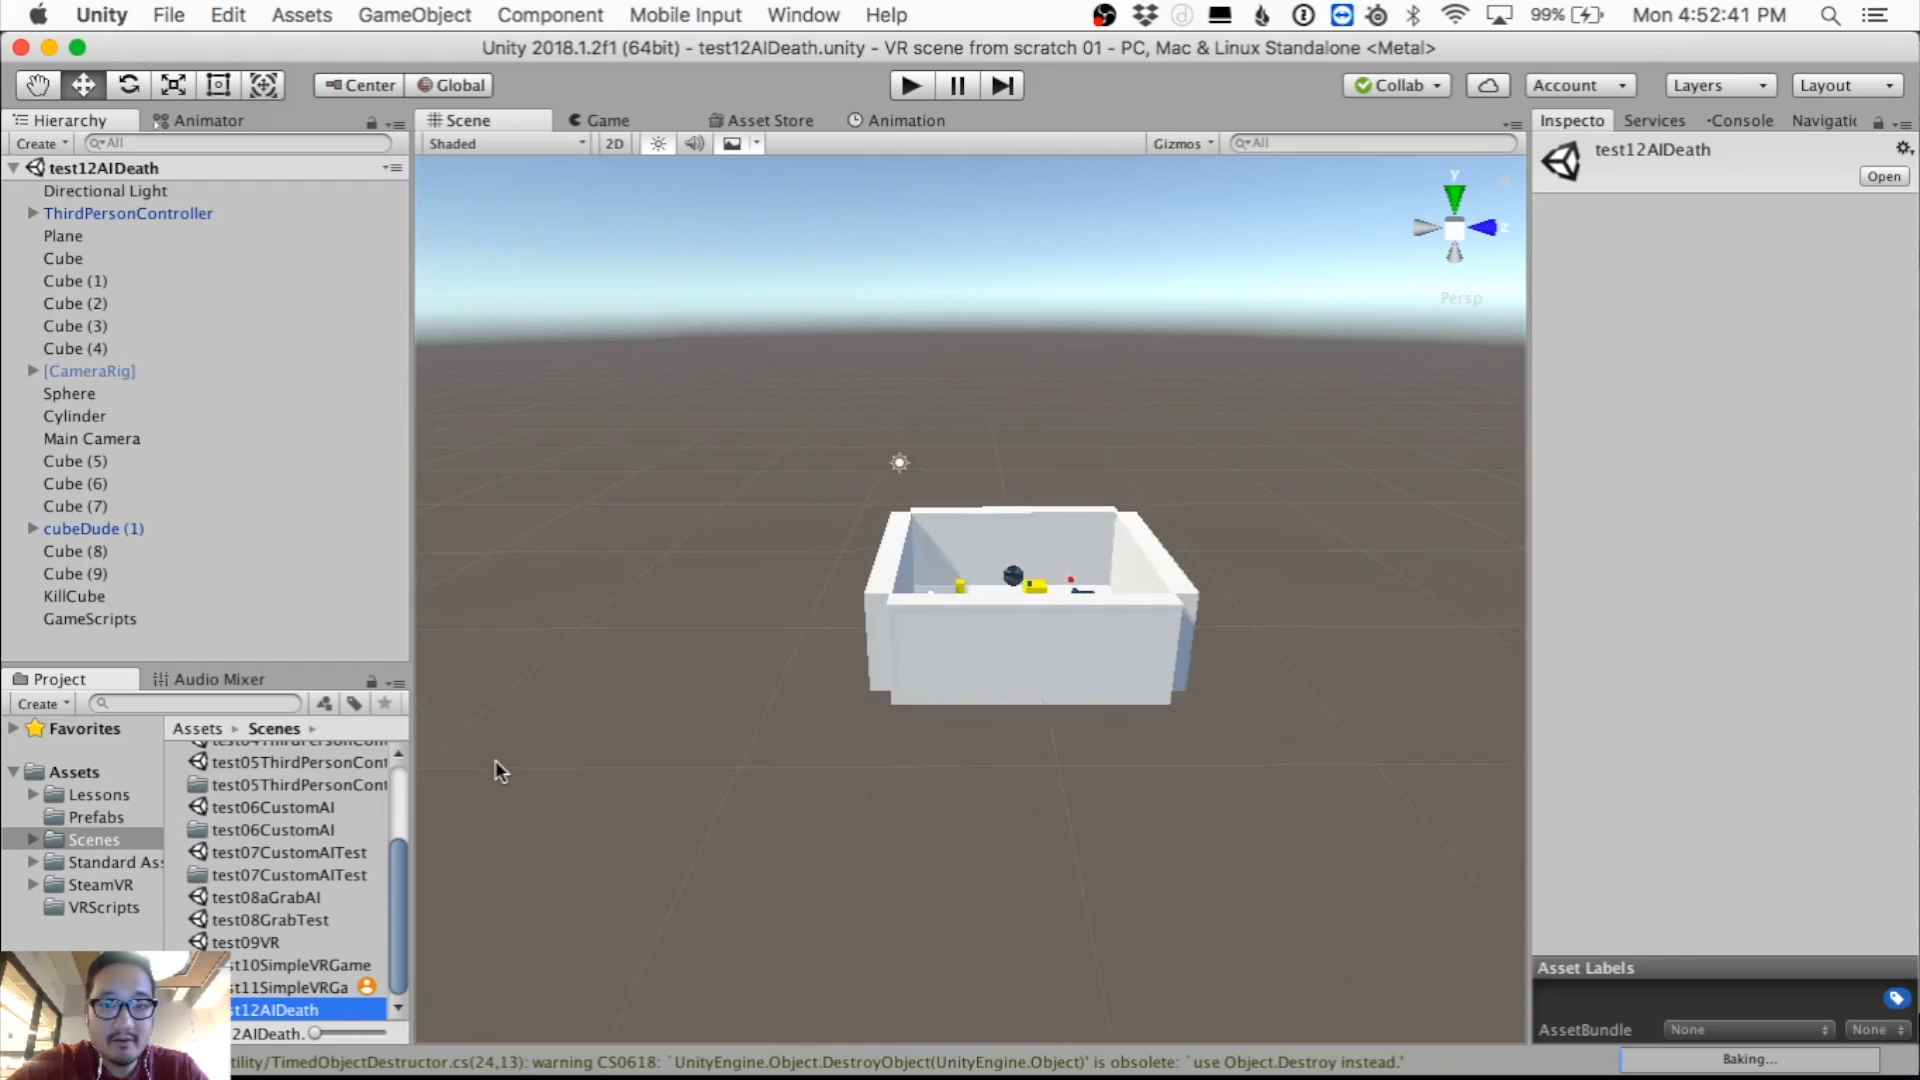 Unity File Edit Assets GameObject Component Mobile Input Window Help 99% Mon 4:52:41 PM
Unity 2018.1.2f1 (64bit) - test12AIDeath.unity - VR scene from scratch 01 - PC, Mac & Linux Standalone <Metal>
Center Global Collab Account Layers Layout
Hierarchy Animator
Create All
test12AIDeath
Directional Light
ThirdPersonController
Plane
Cube
Cube (1)
Cube (2)
Cube (3)
Cube (4)
[CameraRig]
Sphere
Cylinder
Main Camera
Cube (5)
Cube (6)
Cube (7)
cubeDude (1)
Cube (8)
Cube (9)
KillCube
GameScripts
Scene Game Asset Store Animation
Shaded 2D Gizmos All
y
z
Persp
Inspecto Services Console Navigatic
test12AIDeath
Open
Project Audio Mixer
Create
Favorites
Assets
Lessons
Prefabs
Scenes
Standard As
SteamVR
VRScripts
Assets Scenes
test05ThirdPersonCont
test05ThirdPersonCont
test06CustomAI
test06CustomAI
test07CustomAITest
test07CustomAITest
test08aGrabAI
test08GrabTest
test09VR
st10SimpleVRGame
st11SimpleVRGa
st12AIDeath
2AIDeath.
Asset Labels
AssetBundle None None
tility/TimedObjectDestructor.cs(24,13): warning CS0618: `UnityEngine.Object.DestroyObject(UnityEngine.Object)' is obsolete: `use Object.Destroy instead.'
Baking...